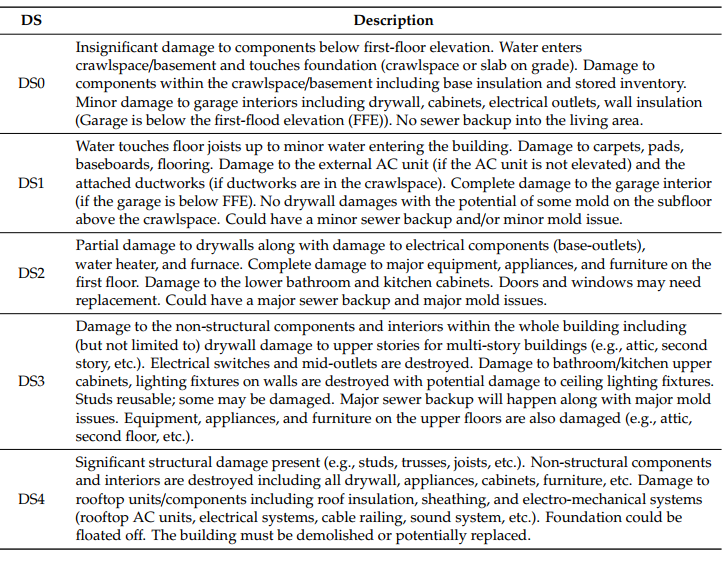 DS Description
Insignificant damage to components below first-floor elevation. Water enters
crawlspace/basement and touches foundation (crawlspace or slab on grade). Damage to
DS0 components within the crawlspace/basement including base insulation and stored inventory.
Minor damage to garage interiors including drywall, cabinets, electrical outlets, wall insulation
(Garage is below the first-flood elevation (FFE)). No sewer backup into the living area.
Water touches floor joists up to minor water entering the building. Damage to carpets, pads,
baseboards, flooring. Damage to the external AC unit (if the AC unit is not elevated) and the
DS1 attached ductworks (if ductworks are in the crawlspace). Complete damage to the garage interior
(if the garage is below FFE). No drywall damages with the potential of some mold on the subfloor
above the crawlspace. Could have a minor sewer backup and/or minor mold issue.
Partial damage to drywalls along with damage to electrical components (base-outlets),
DS2 water heater, and furnace. Complete damage to major equipment, appliances, and furniture on the
first floor. Damage to the lower bathroom and kitchen cabinets. Doors and windows may need
replacement. Could have a major sewer backup and major mold issues.
Damage to the non-structural components and interiors within the whole building including
(but not limited to) drywall damage to upper stories for multi-story buildings (e.g., attic, second
story, etc.). Electrical switches and mid-outlets are destroyed. Damage to bathroom/kitchen upper
DS3 cabinets, lighting fixtures on walls are destroyed with potential damage to ceiling lighting fixtures.
Studs reusable; some may be damaged. Major sewer backup will happen along with major mold
issues. Equipment, appliances, and furniture on the upper floors are also damaged (e.g., attic,
second floor, etc.).
Significant structural damage present (e.g., studs, trusses, joists, etc.). Non-structural components
and interiors are destroyed including all drywall, appliances, cabinets, furniture, etc. Damage to
DS4 rooftop units/components including roof insulation, sheathing, and electro-mechanical systems
(rooftop AC units, electrical systems, cable railing, sound system, etc.). Foundation could be
floated off. The building must be demolished or potentially replaced.